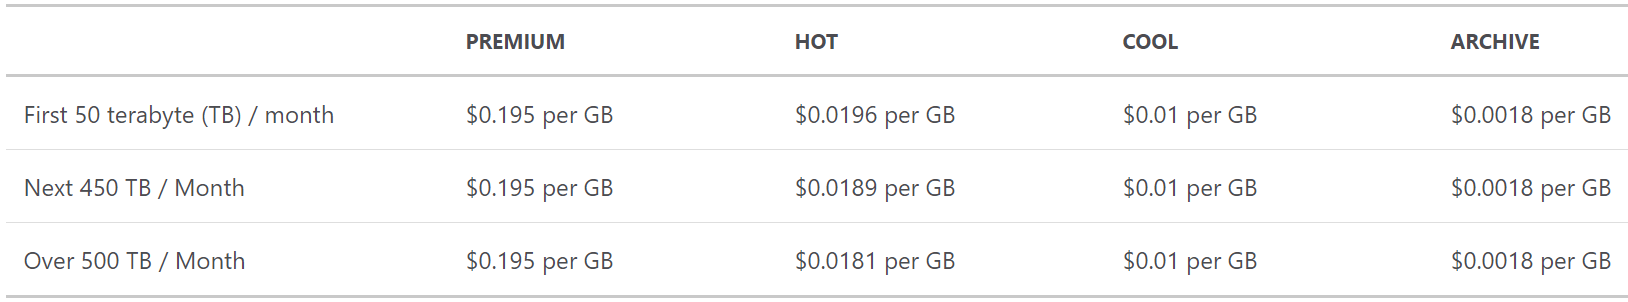 PREMIUM HOT COOL ARCHIVE
First 50 terabyte (TB) / month $0.195 per GB $0.0196 per GB $0.01 per GB $0.0018 per GB
Next 450 TB / Month $0.195 per GB $0.0189 per GB $0.01 per GB $0.0018 per GB
Over 500 TB / Month $0.195 per GB $0.0181 per GB $0.01 per GB $0.0018 per GB